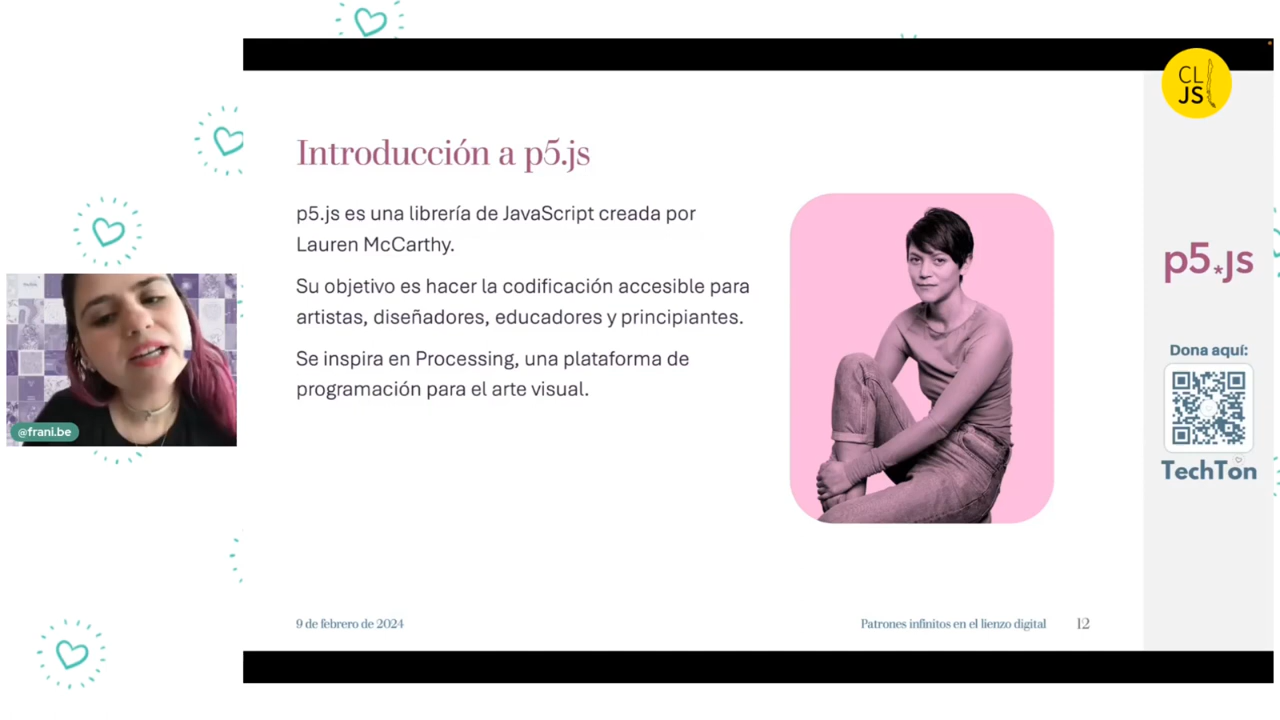 CL
JS
Introducción a p5.js
p5.js es una librería de JavaScript creada por
Lauren McCarthy.
Su objetivo es hacer la codificación accesible para
artistas, diseñadores, educadores y principiantes.
Se inspira en Processing, una plataforma de
programación para el arte visual.
@frani.be
p5*js
Dona aquí:
TechTon
9 de febrero de 2024
Patrones infinitos en el lienzo digital
12